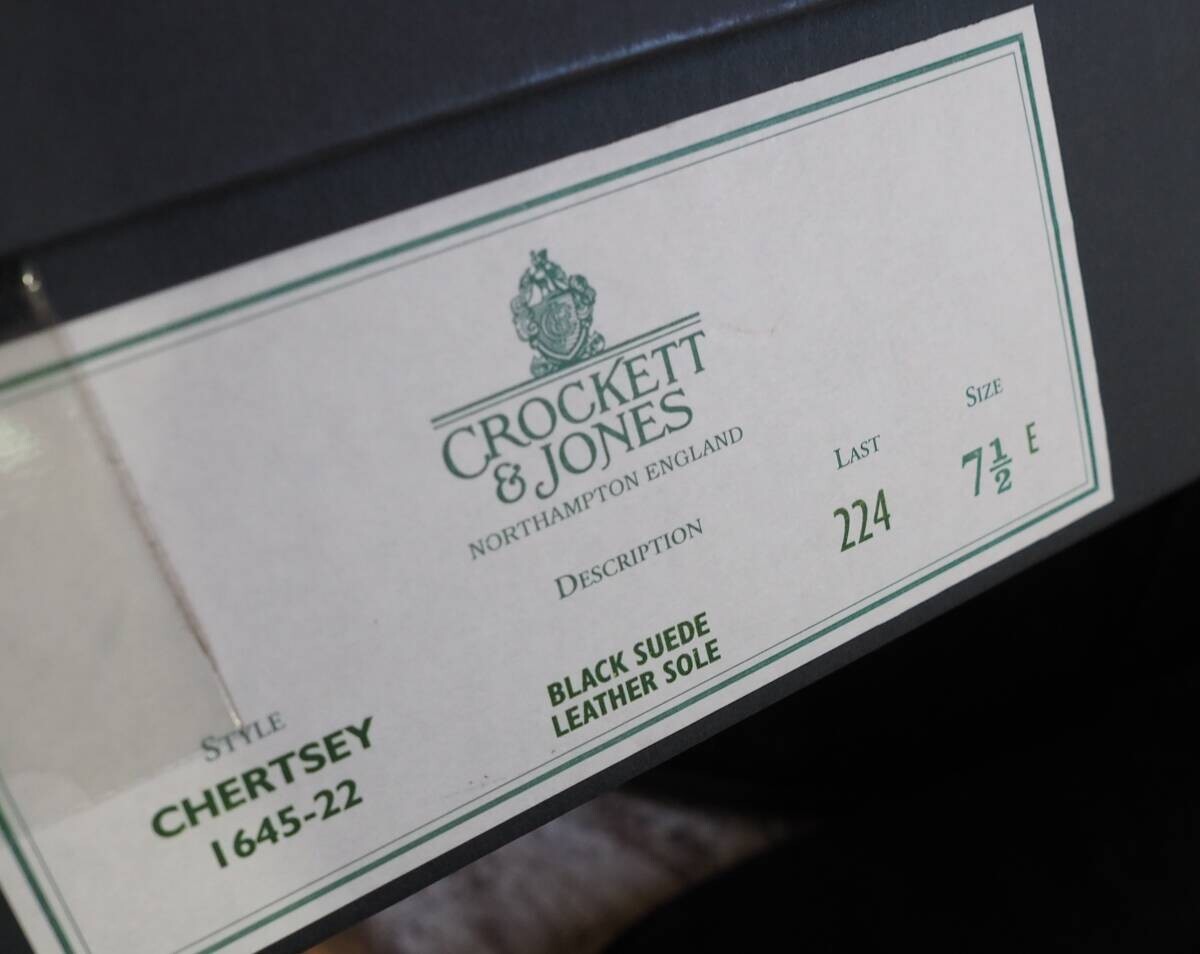 CROCKETT
& JONES
NORTHAMPTON ENGLAND
STYLE
CHERTSEY
1645-22
DESCRIPTION
BLACK SUEDE
LEATHER SOLE
LAST
224
SIZE
7½ E